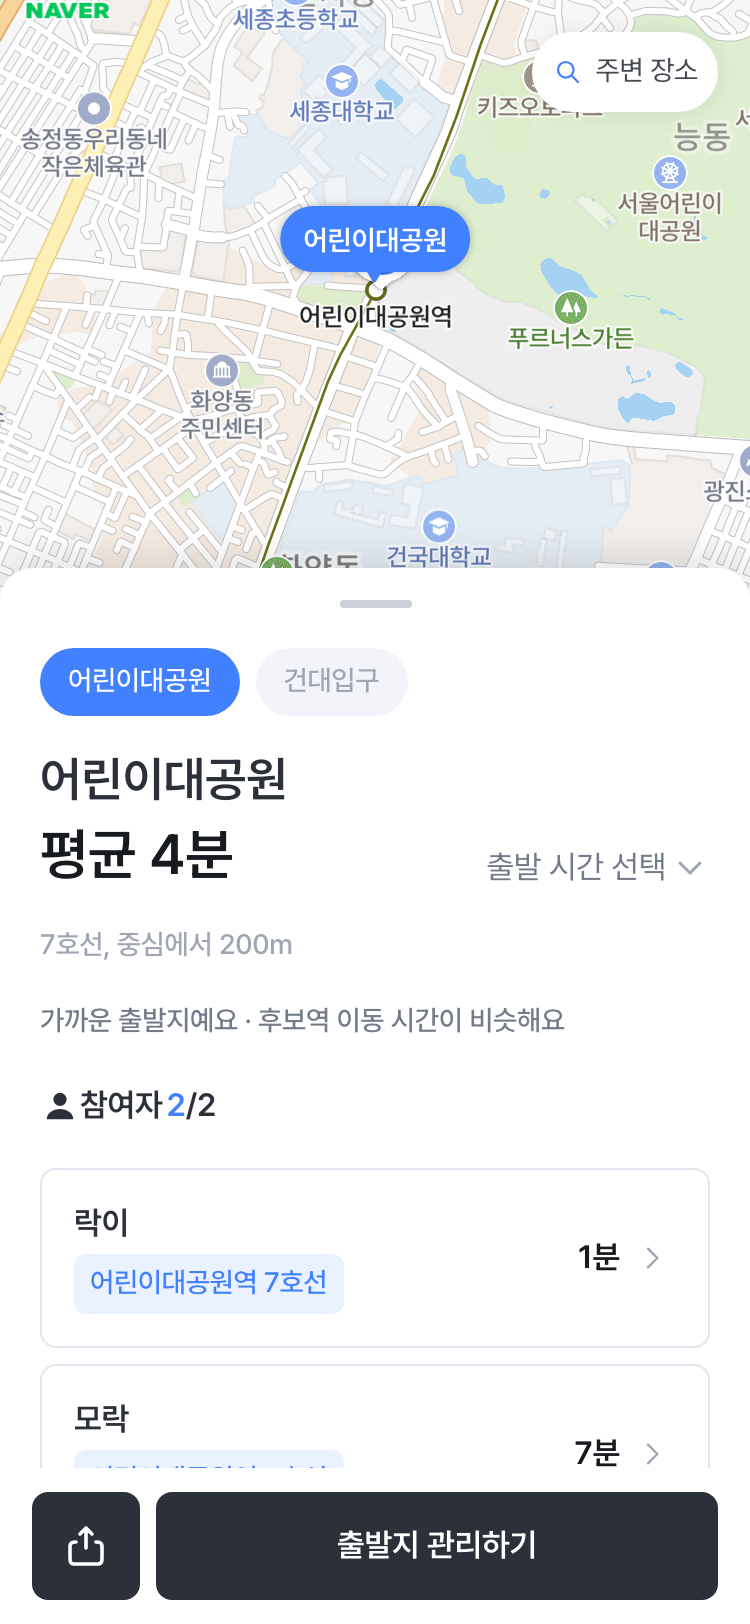 NAVER
세종초등학교
세종대학교
주변 장소
능동
송정동우리동네
작은체육관
서울어린이
대공원
어린이대공원
어린이대공원역
푸르너스가든
화양동
주민센터
건국대학교
어린이대공원
건대입구
어린이대공원
평균 4분
출발 시간 선택
7호선, 중심에서 200m
가까운 출발지예요 · 후보역 이동 시간이 비슷해요
참여자 2/2
락이
1분
어린이대공원역 7호선
모락
7분
출발지 관리하기